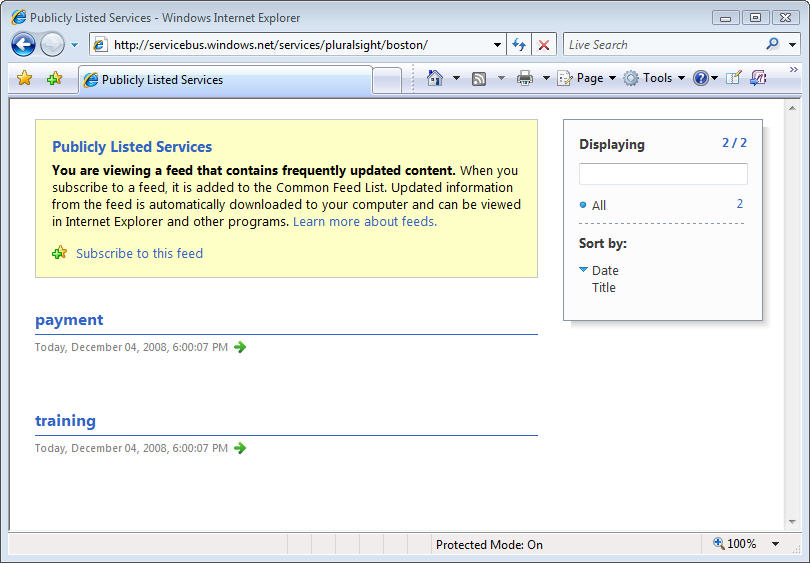 Publicly Listed Services - Windows Internet Explorer
http://servicebus.windows.net/services/pluralsight/boston/
Live Search
Publicly Listed Services
Page
Tools
Publicly Listed Services
You are viewing a feed that contains frequently updated content. When you
subscribe to a feed, it is added to the Common Feed List. Updated information
from the feed is automatically downloaded to your computer and can be viewed
in Internet Explorer and other programs. Learn more about feeds.
Subscribe to this feed
Displaying 2 / 2
All 2
Sort by:
Date
Title
payment
Today, December 04, 2008, 6:00:07 PM
training
Today, December 04, 2008, 6:00:07 PM
Protected Mode: On
100%